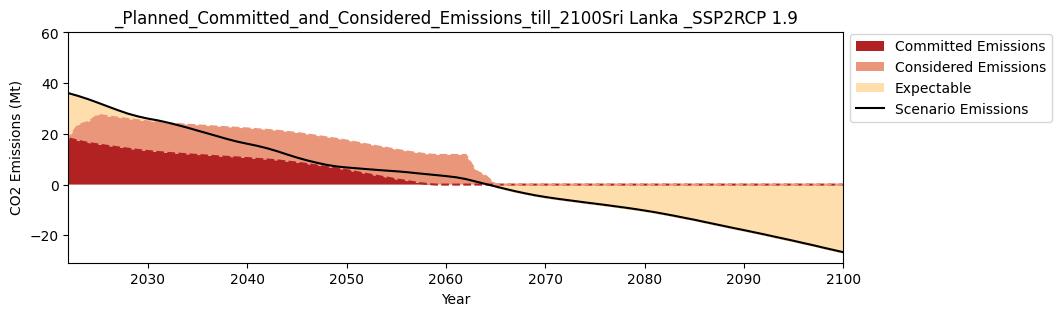 _Planned_Committed_and_Considered_Emissions_till_2100Sri Lanka _SSP2RCP 1.9
60
40
20
0
−20
CO2 Emissions (Mt)
2030 2040 2050 2060 2070 2080 2090 2100
Year
Committed Emissions
Considered Emissions
Expectable
Scenario Emissions